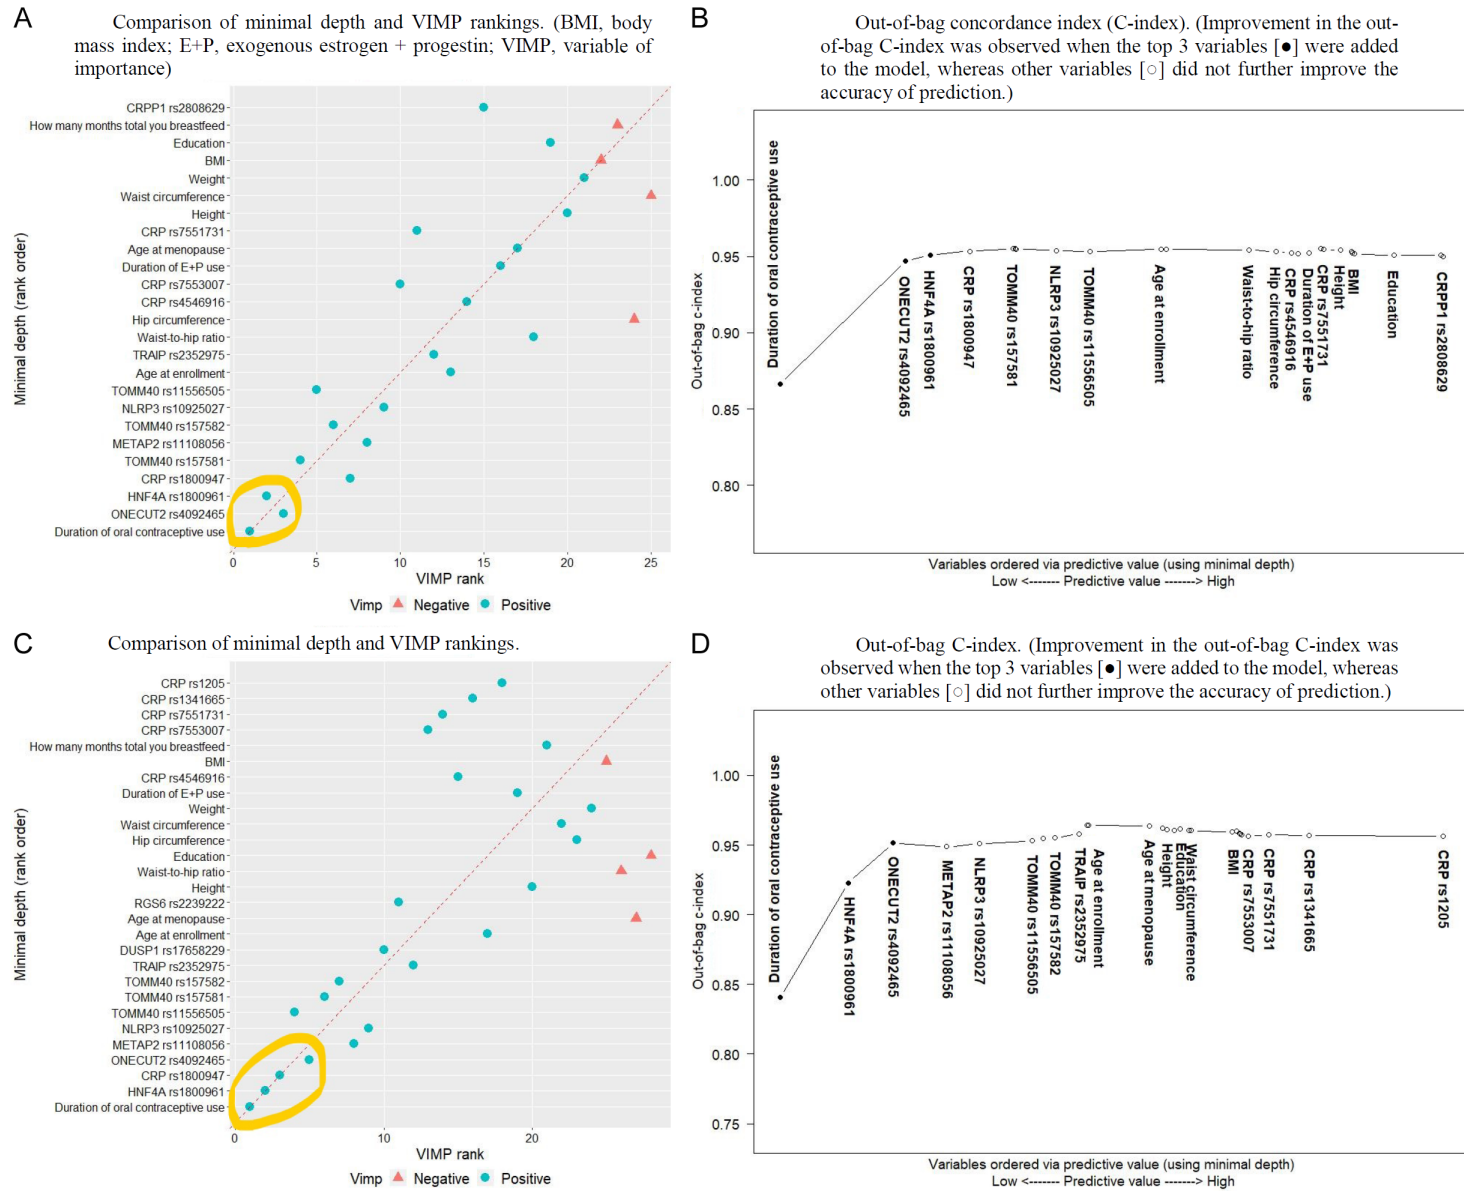 A
Comparison of minimal depth and VIMP rankings. (BMI, body
mass index; E+P, exogenous estrogen + progestin; VIMP, variable of
importance)
Minimal depth (rank order)
CRPP1 rs2808629
How many months total you breastfeed
Education
BMI
Weight
Waist circumference
Height
CRP rs7551731
Age at menopause
Duration of E+P use
CRP rs7553007
CRP rs4546916
Hip circumference
Waist-to-hip ratio
TRAIP rs2352975
Age at enrollment
TOMM40 rs11556505
NLRP3 rs10925027
TOMM40 rs157582
METAP2 rs11108056
TOMM40 rs157581
CRP rs1800947
HNF4A rs1800961
ONECUT2 rs4092465
Duration of oral contraceptive use
0 5 10 15 20 25
VIMP rank
Vimp Negative Positive
B
Out-of-bag concordance index (C-index). (Improvement in the out-
of-bag C-index was observed when the top 3 variables [●] were added
to the model, whereas other variables [○] did not further improve the
accuracy of prediction.)
Out-of-bag c-index
1.00
0.95
0.90
0.85
0.80
Duration of oral contraceptive use
ONECUT2 rs4092465
HNF4A rs1800961
CRP rs1800947
TOMM40 rs157581
NLRP3 rs10925027
TOMM40 rs11556505
Age at enrollment
Waist-to-hip ratio
Hip circumference
CRP rs4546916
Duration of E+P use
CRP rs7551731
Height
BMI
Education
CRPP1 rs2808629
Variables ordered via predictive value (using minimal depth)
Low <------- Predictive value -------> High
C
Comparison of minimal depth and VIMP rankings.
Minimal depth (rank order)
CRP rs1205
CRP rs1341665
CRP rs7551731
CRP rs7553007
How many months total you breastfeed
BMI
CRP rs4546916
Duration of E+P use
Weight
Waist circumference
Hip circumference
Education
Waist-to-hip ratio
Height
RGS6 rs2239222
Age at menopause
Age at enrollment
DUSP1 rs17658229
TRAIP rs2352975
TOMM40 rs157582
TOMM40 rs157581
TOMM40 rs11556505
NLRP3 rs10925027
METAP2 rs11108056
ONECUT2 rs4092465
CRP rs1800947
HNF4A rs1800961
Duration of oral contraceptive use
0 10 20
VIMP rank
Vimp Negative Positive
D
Out-of-bag C-index. (Improvement in the out-of-bag C-index was
observed when the top 3 variables [●] were added to the model, whereas
other variables [○] did not further improve the accuracy of prediction.)
Out-of-bag c-index
1.00
0.95
0.90
0.85
0.80
0.75
Duration of oral contraceptive use
HNF4A rs1800961
ONECUT2 rs4092465
METAP2 rs11108056
NLRP3 rs10925027
TOMM40 rs11556505
TOMM40 rs157582
TRAIP rs2352975
Age at enrollment
Age at menopause
Height
Education
Waist circumference
BMI
CRP rs7553007
CRP rs7551731
CRP rs1341665
CRP rs1205
Variables ordered via predictive value (using minimal depth)
Low <------- Predictive value -------> High